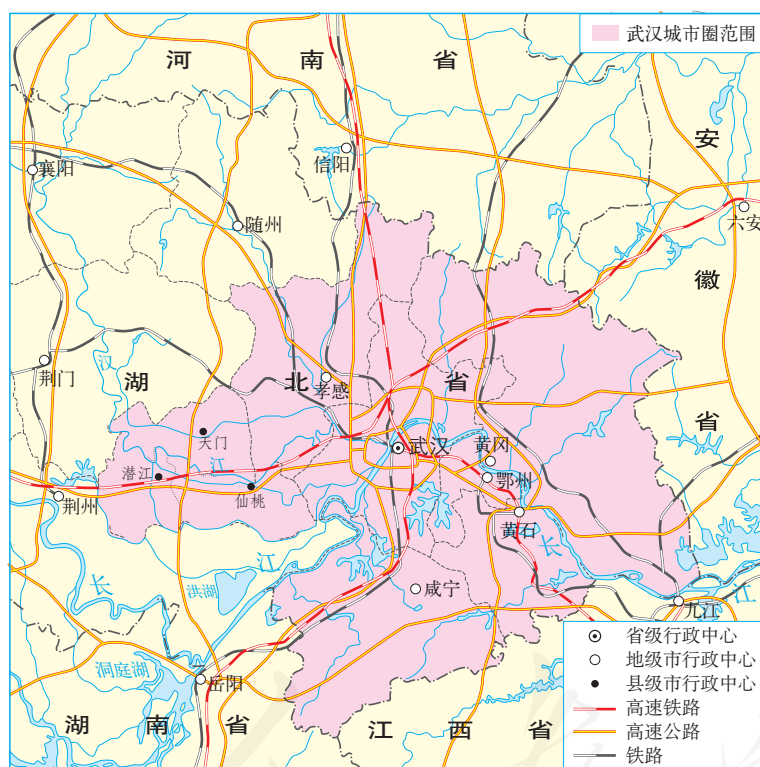 武汉城市圈范围
河南省
安徽省
襄阳
信阳
随州
六安
荆门
汉江
湖北省
孝感
天门
武汉
黄冈
潜江
仙桃
鄂州
荆州
黄石
长江
洪湖
咸宁
九江
洞庭湖
岳阳
湖南省
江西省
省级行政中心
地级市行政中心
县级市行政中心
高速铁路
高速公路
铁路